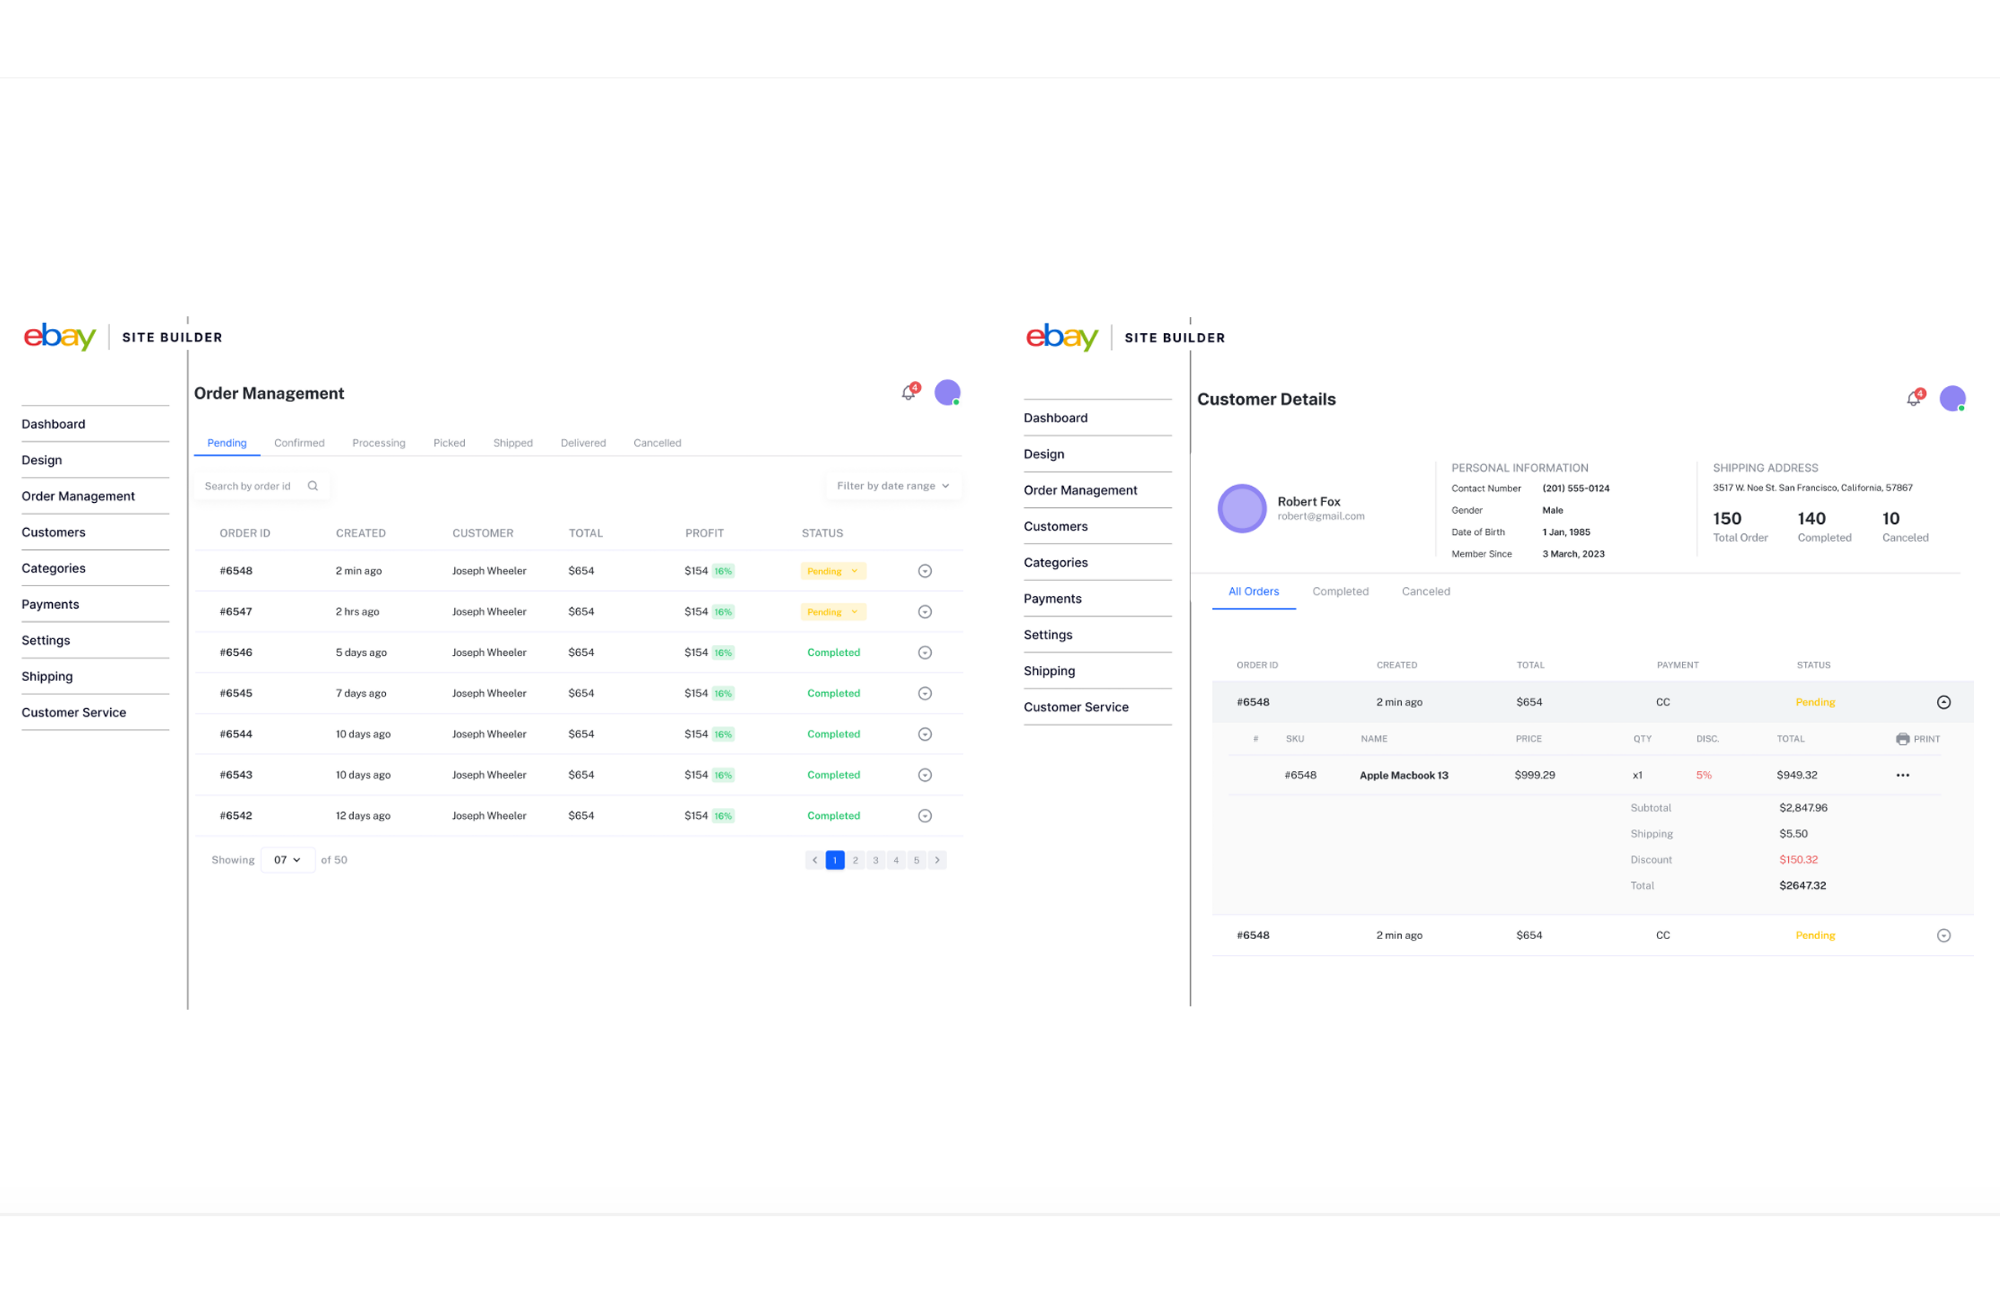 ebay | SITE BUILDER
Dashboard
Design
Order Management
Customers
Categories
Payments
Settings
Shipping
Customer Service
Order Management
4
Pending Confirmed Processing Picked Shipped Delivered Cancelled
Search by order id Filter by date range
ORDER ID CREATED CUSTOMER TOTAL PROFIT STATUS
#6548 2 min ago Joseph Wheeler $654 $154 16% Pending
#6547 2 hrs ago Joseph Wheeler $654 $154 16% Pending
#6546 5 days ago Joseph Wheeler $654 $154 16% Completed
#6545 7 days ago Joseph Wheeler $654 $154 16% Completed
#6544 10 days ago Joseph Wheeler $654 $154 16% Completed
#6543 10 days ago Joseph Wheeler $654 $154 16% Completed
#6542 12 days ago Joseph Wheeler $654 $154 16% Completed
Showing 07 of 50 1 2 3 4 5
ebay | SITE BUILDER
Dashboard
Design
Order Management
Customers
Categories
Payments
Settings
Shipping
Customer Service
Customer Details
4
Robert Fox
robert@gmail.com
PERSONAL INFORMATION
Contact Number (201) 555-0124
Gender Male
Date of Birth 1 Jan, 1985
Member Since 3 March, 2023
SHIPPING ADDRESS
3517 W. Noe St. San Francisco, California, 57867
150 140 10
Total Order Completed Canceled
All Orders Completed Canceled
ORDER ID CREATED TOTAL PAYMENT STATUS
#6548 2 min ago $654 CC Pending
# SKU NAME PRICE QTY DISC. TOTAL PRINT
#6548 Apple Macbook 13 $999.29 x1 5% $949.32
Subtotal $2,847.96
Shipping $5.50
Discount $150.32
Total $2647.32
#6548 2 min ago $654 CC Pending